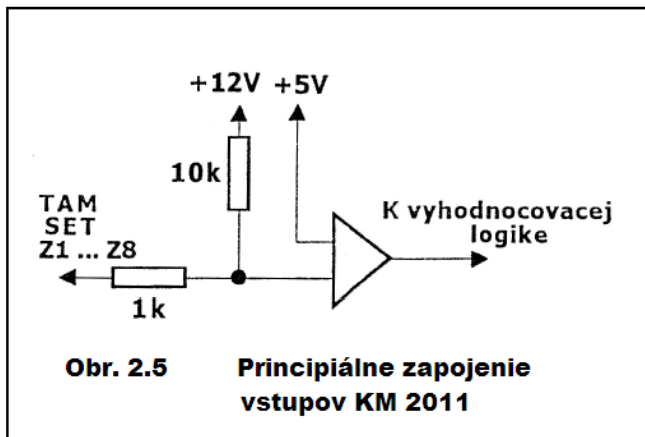 +12V +5V
10k
TAM
SET
Z1 ... Z8
1k
K vyhodnocovacej
logike
Obr. 2.5 Principiálne zapojenie
vstupov KM 2011